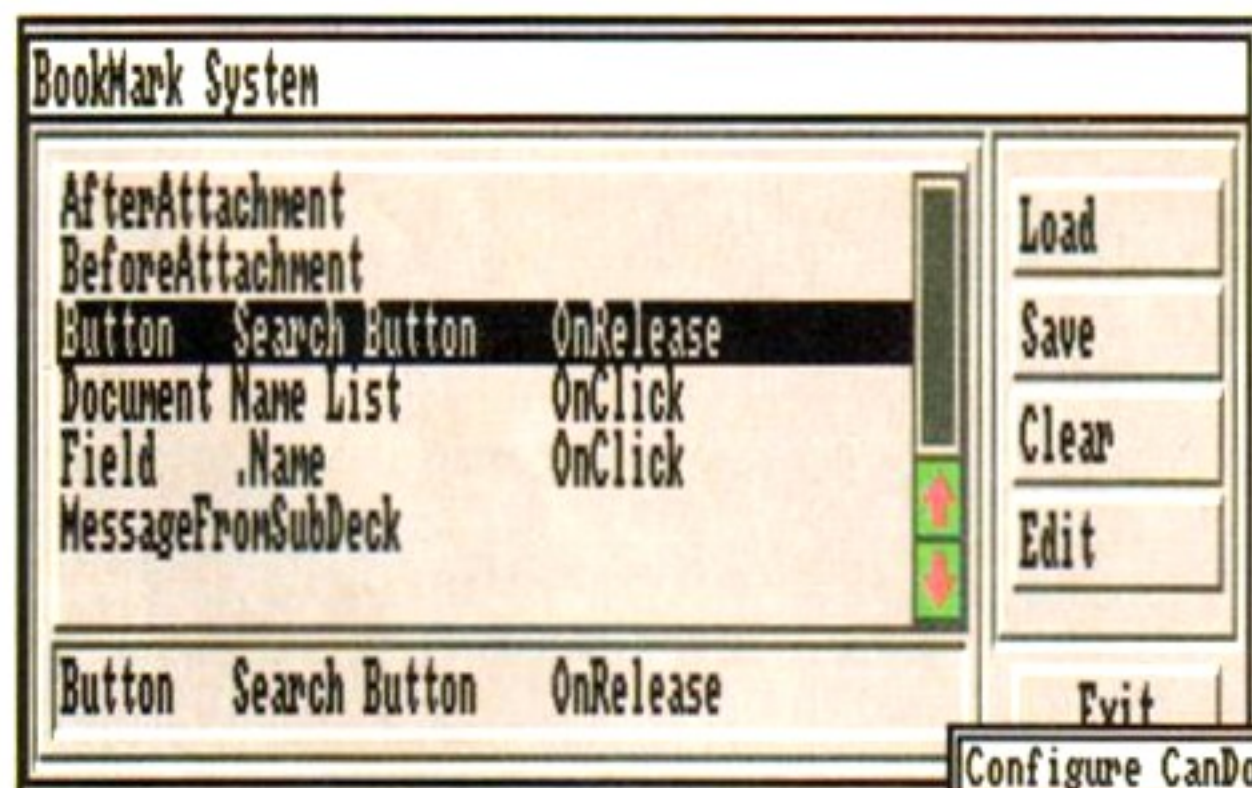 BookMark System
AfterAttachment
BeforeAttachment
Button Search Button OnRelease
Document Name List OnClick
Field .Name OnClick
MessageFromSubDeck
Button Search Button OnRelease
Load
Save
Clear
Edit
Exit
Configure CanDo